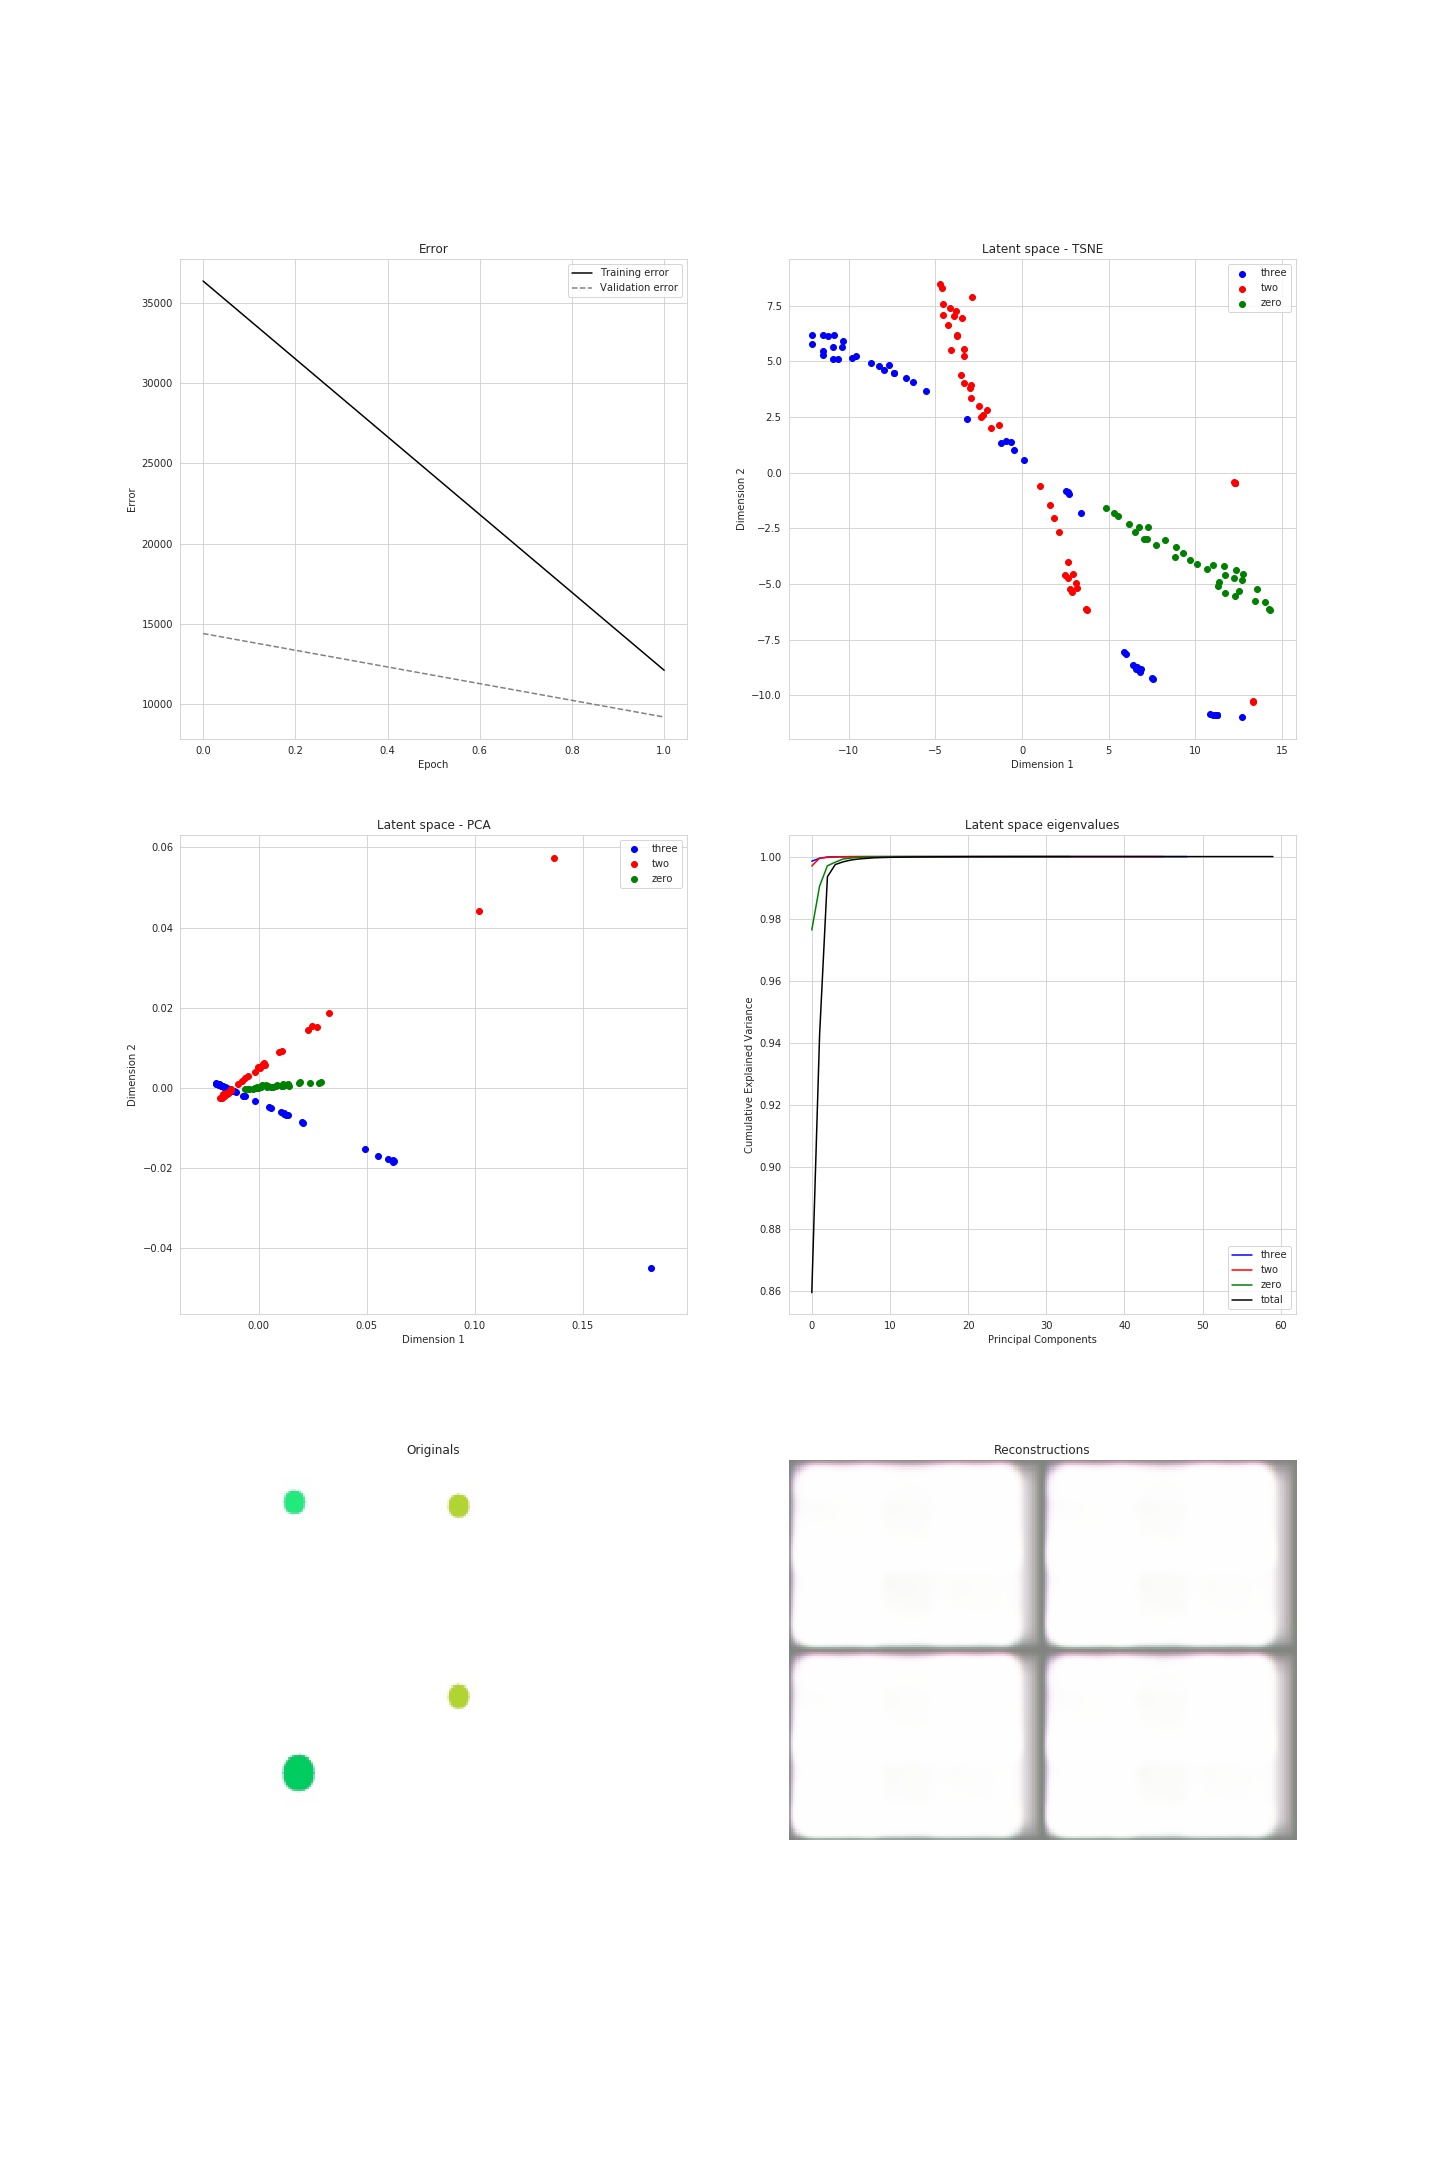 Error
Training error
Validation error
35000
30000
25000
20000
15000
10000
Error
0.0 0.2 0.4 0.6 0.8 1.0
Epoch
Latent space - TSNE
three
two
zero
7.5
5.0
2.5
0.0
−2.5
−5.0
−7.5
−10.0
Dimension 2
−10 −5 0 5 10 15
Dimension 1
Latent space - PCA
three
two
zero
0.06
0.04
0.02
0.00
−0.02
−0.04
Dimension 2
0.00 0.05 0.10 0.15
Dimension 1
Latent space eigenvalues
1.00
0.98
0.96
0.94
0.92
0.90
0.88
0.86
Cumulative Explained Variance
three
two
zero
total
0 10 20 30 40 50 60
Principal Components
Originals
Reconstructions